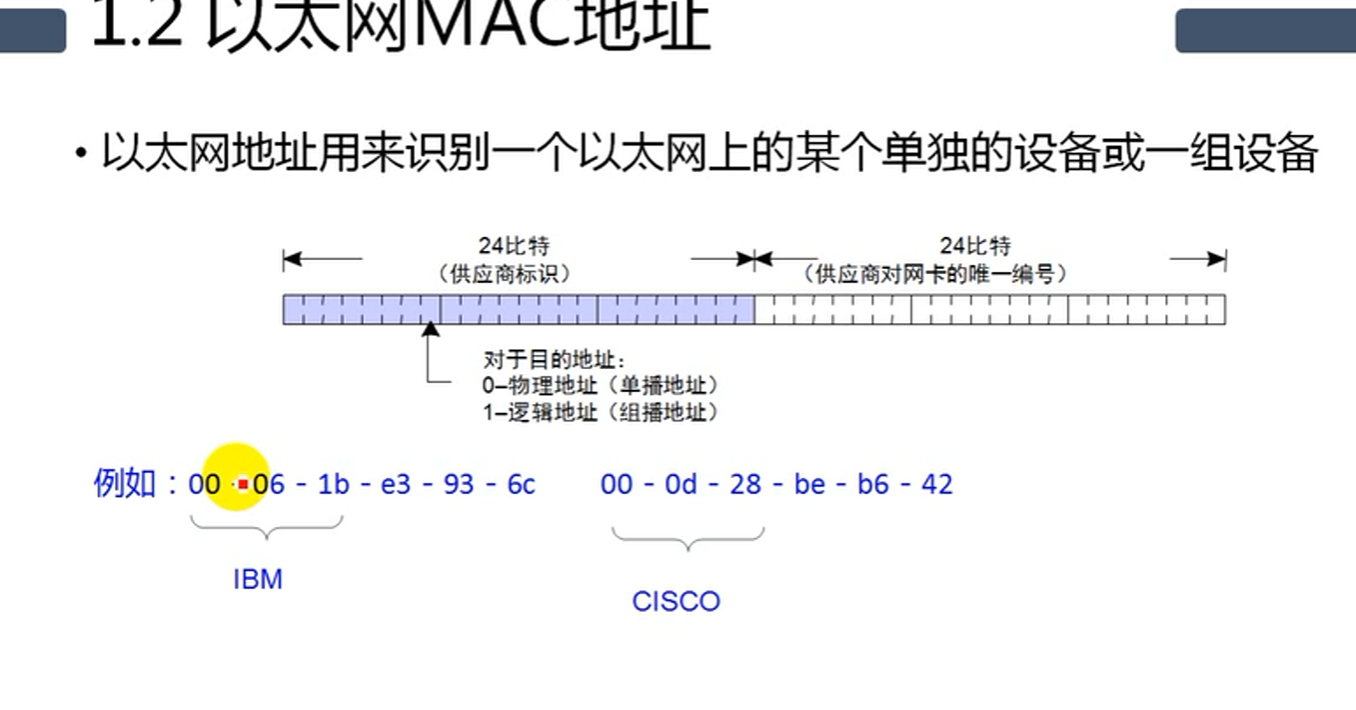 1.2 以太网MAC地址
• 以太网地址用来识别一个以太网上的某个单独的设备或一组设备
24比特 24比特
（供应商标识） （供应商对网卡的唯一编号）
对于目的地址：
0–物理地址（单播地址）
1–逻辑地址（组播地址）
例如：00 - 06 - 1b - e3 - 93 - 6c 00 - 0d - 28 - be - b6 - 42
IBM
CISCO